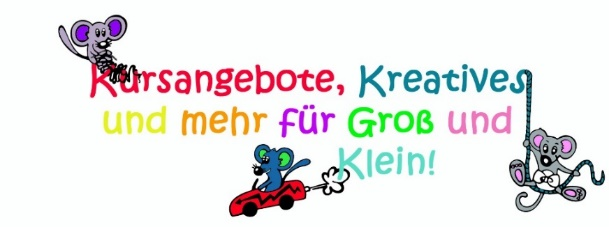 Kursangebote, Kreatives
und mehr für Groß und
Klein!